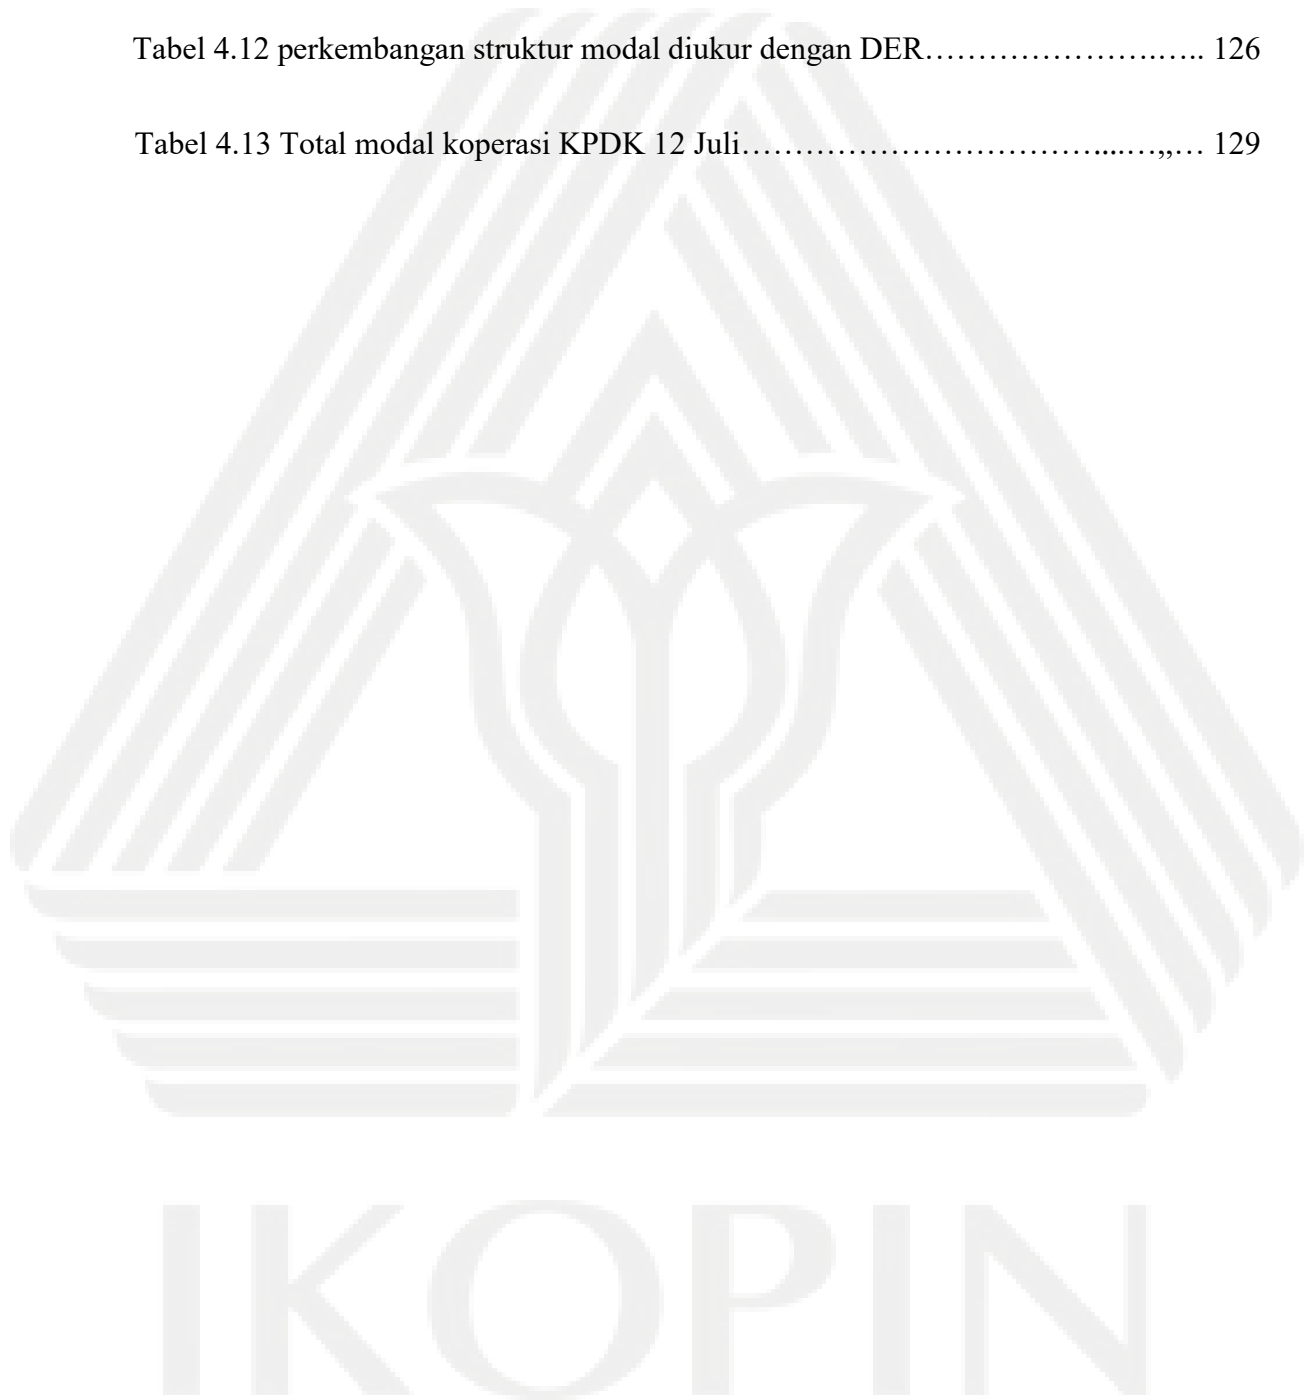 Tabel 4.12 perkembangan struktur modal diukur dengan DER………………….….. 126
Tabel 4.13 Total modal koperasi KPDK 12 Juli……………………………....…,,… 129
IKOPIN